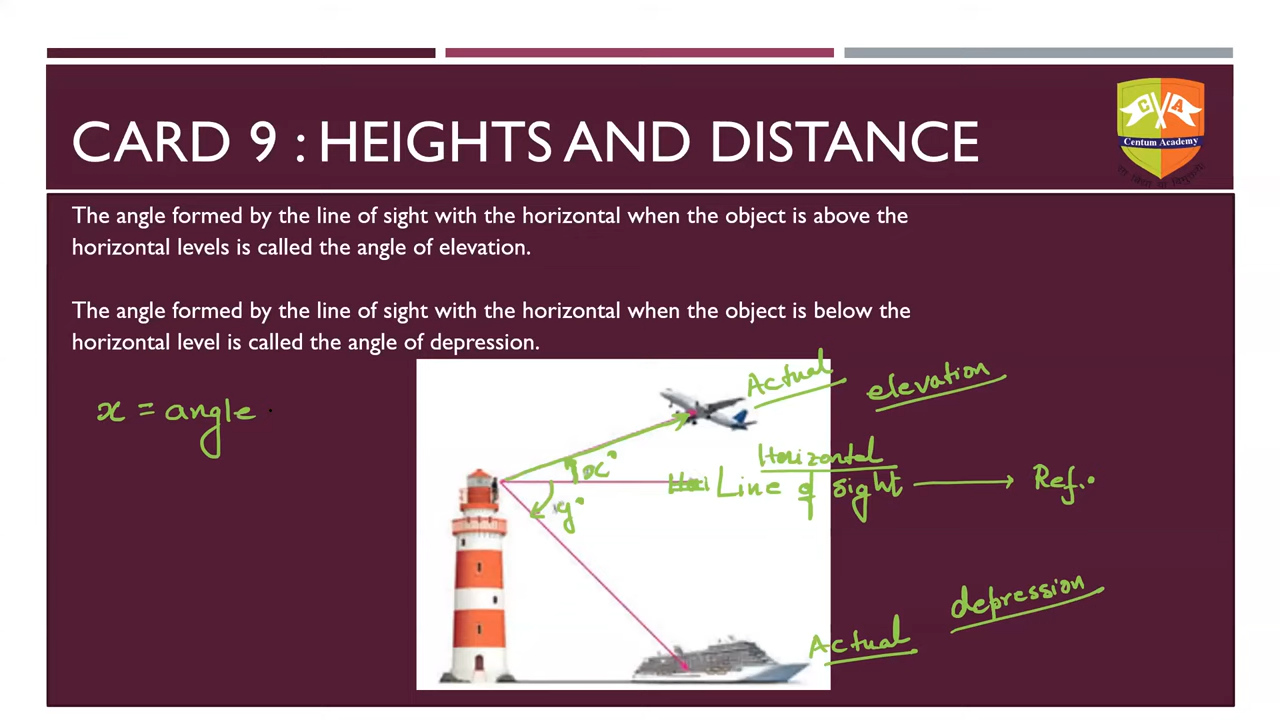 CARD 9 : HEIGHTS AND DISTANCE
C A
Centum Academy
The angle formed by the line of sight with the horizontal when the object is above the
horizontal levels is called the angle of elevation.
The angle formed by the line of sight with the horizontal when the object is below the
horizontal level is called the angle of depression.
Actual elevation
x = angle
Horizontal
x°
Line of sight → Ref.
y°
depression
Actual